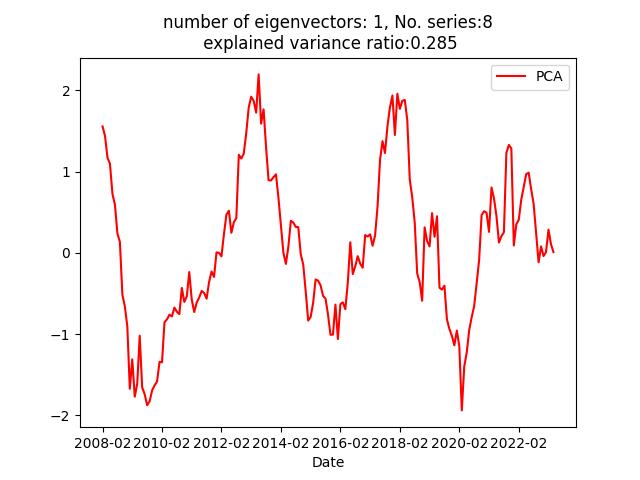 number of eigenvectors: 1, No. series:8
explained variance ratio:0.285
PCA
2
1
0
−1
−2
2008-02 2010-02 2012-02 2014-02 2016-02 2018-02 2020-02 2022-02
Date